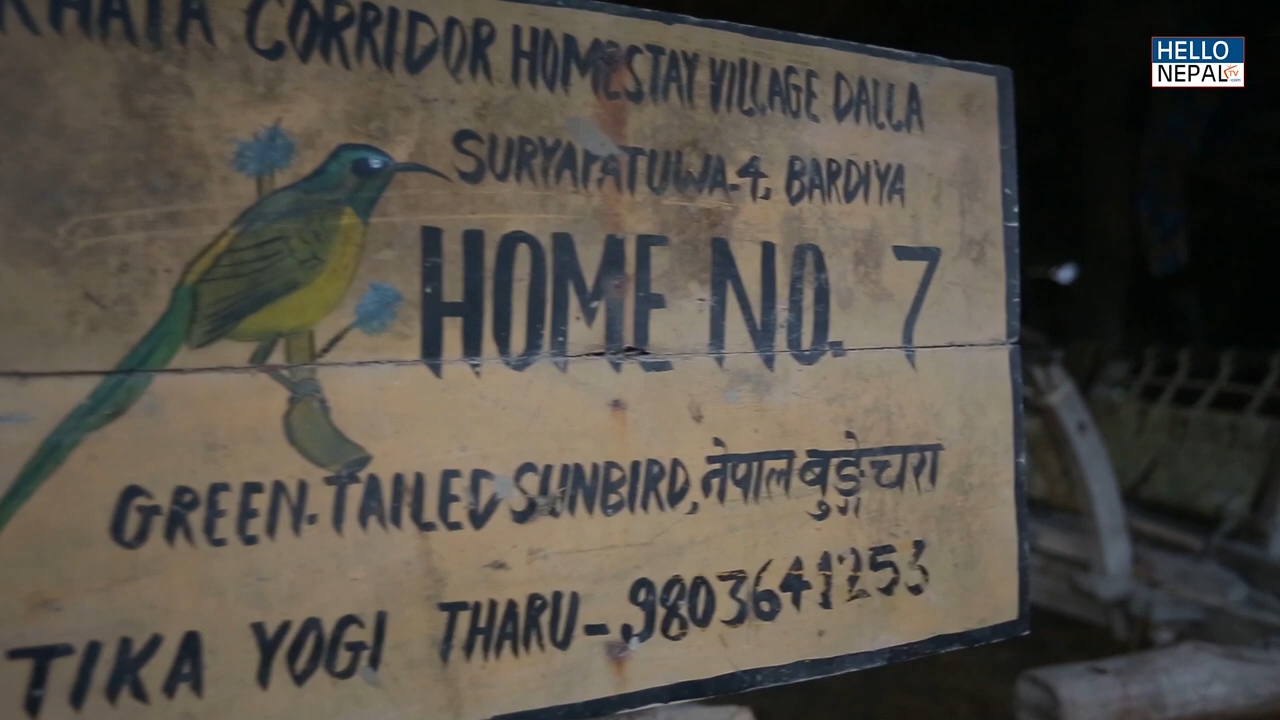 KHATA CORRIDOR HOMESTAY VILLAGE DALLA
SURYAPATUWA-4, BARDIYA
HOME NO. 7
GREEN-TAILED SUNBIRD, नेपाल बुङ्गेचरा
TIKA YOGI THARU - 9803641253
HELLO
NEPAL TV
.com